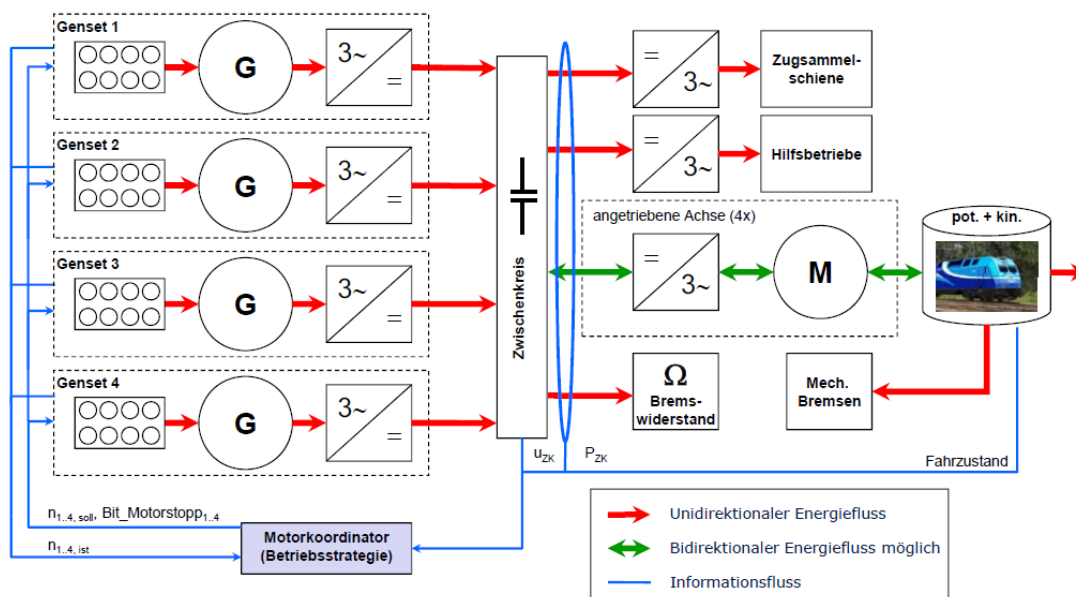 Genset 1
G
3~
=
Genset 2
G
3~
=
Genset 3
G
3~
=
Genset 4
G
3~
=
Zwischenkreis
=
3~
Zugsammel-
schiene
=
3~
Hilfsbetriebe
angetriebene Achse (4x)
=
3~
M
pot. + kin.
Ω
Brems-
widerstand
Mech.
Bremsen
u_ZK
P_ZK
Fahrzustand
n_1..4, soll, Bit_Motorstopp_1..4
n_1..4, ist
Motorkoordinator
(Betriebsstrategie)
Unidirektionaler Energiefluss
Bidirektionaler Energiefluss möglich
Informationsfluss